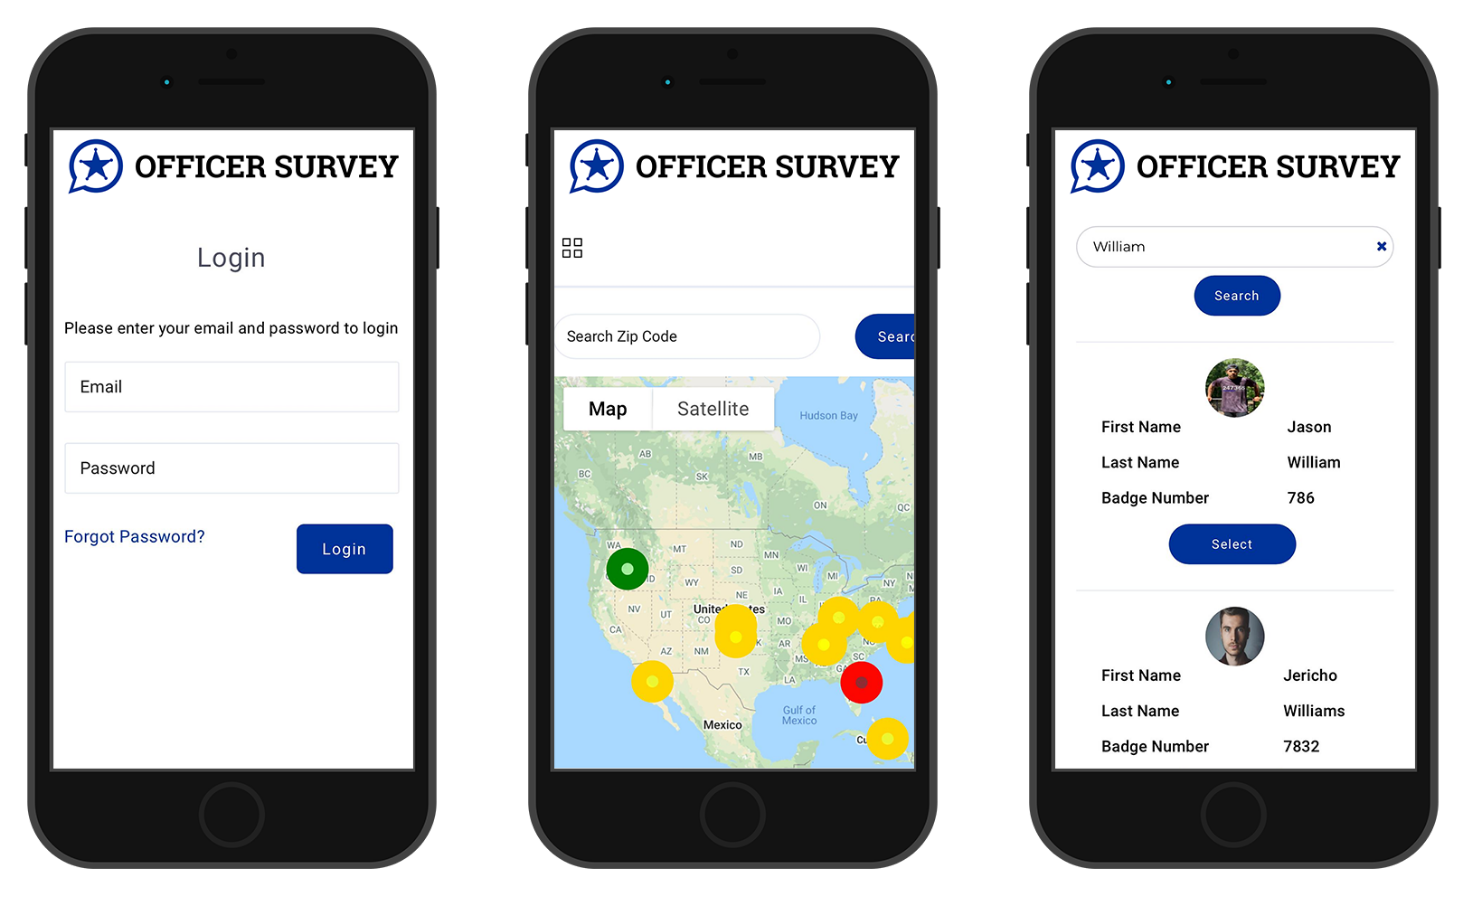 OFFICER SURVEY
Login
Please enter your email and password to login
Email
Password
Forgot Password?
Login
OFFICER SURVEY
Search Zip Code
Searc
Map
Satellite
Hudson Bay
AB
MB
BC
SK
ON
QC
WA
MT
ND
MN
ID
SD
WI
MI
WY
NY
NE
IA
IL
PA
NV
UT
United
tes
CO
MO
CA
AZ
NM
AR
MS
SC
TX
LA
GA
Gulf of
Mexico
Mexico
Cu
OFFICER SURVEY
William
Search
First Name Jason
Last Name William
Badge Number 786
Select
First Name Jericho
Last Name Williams
Badge Number 7832